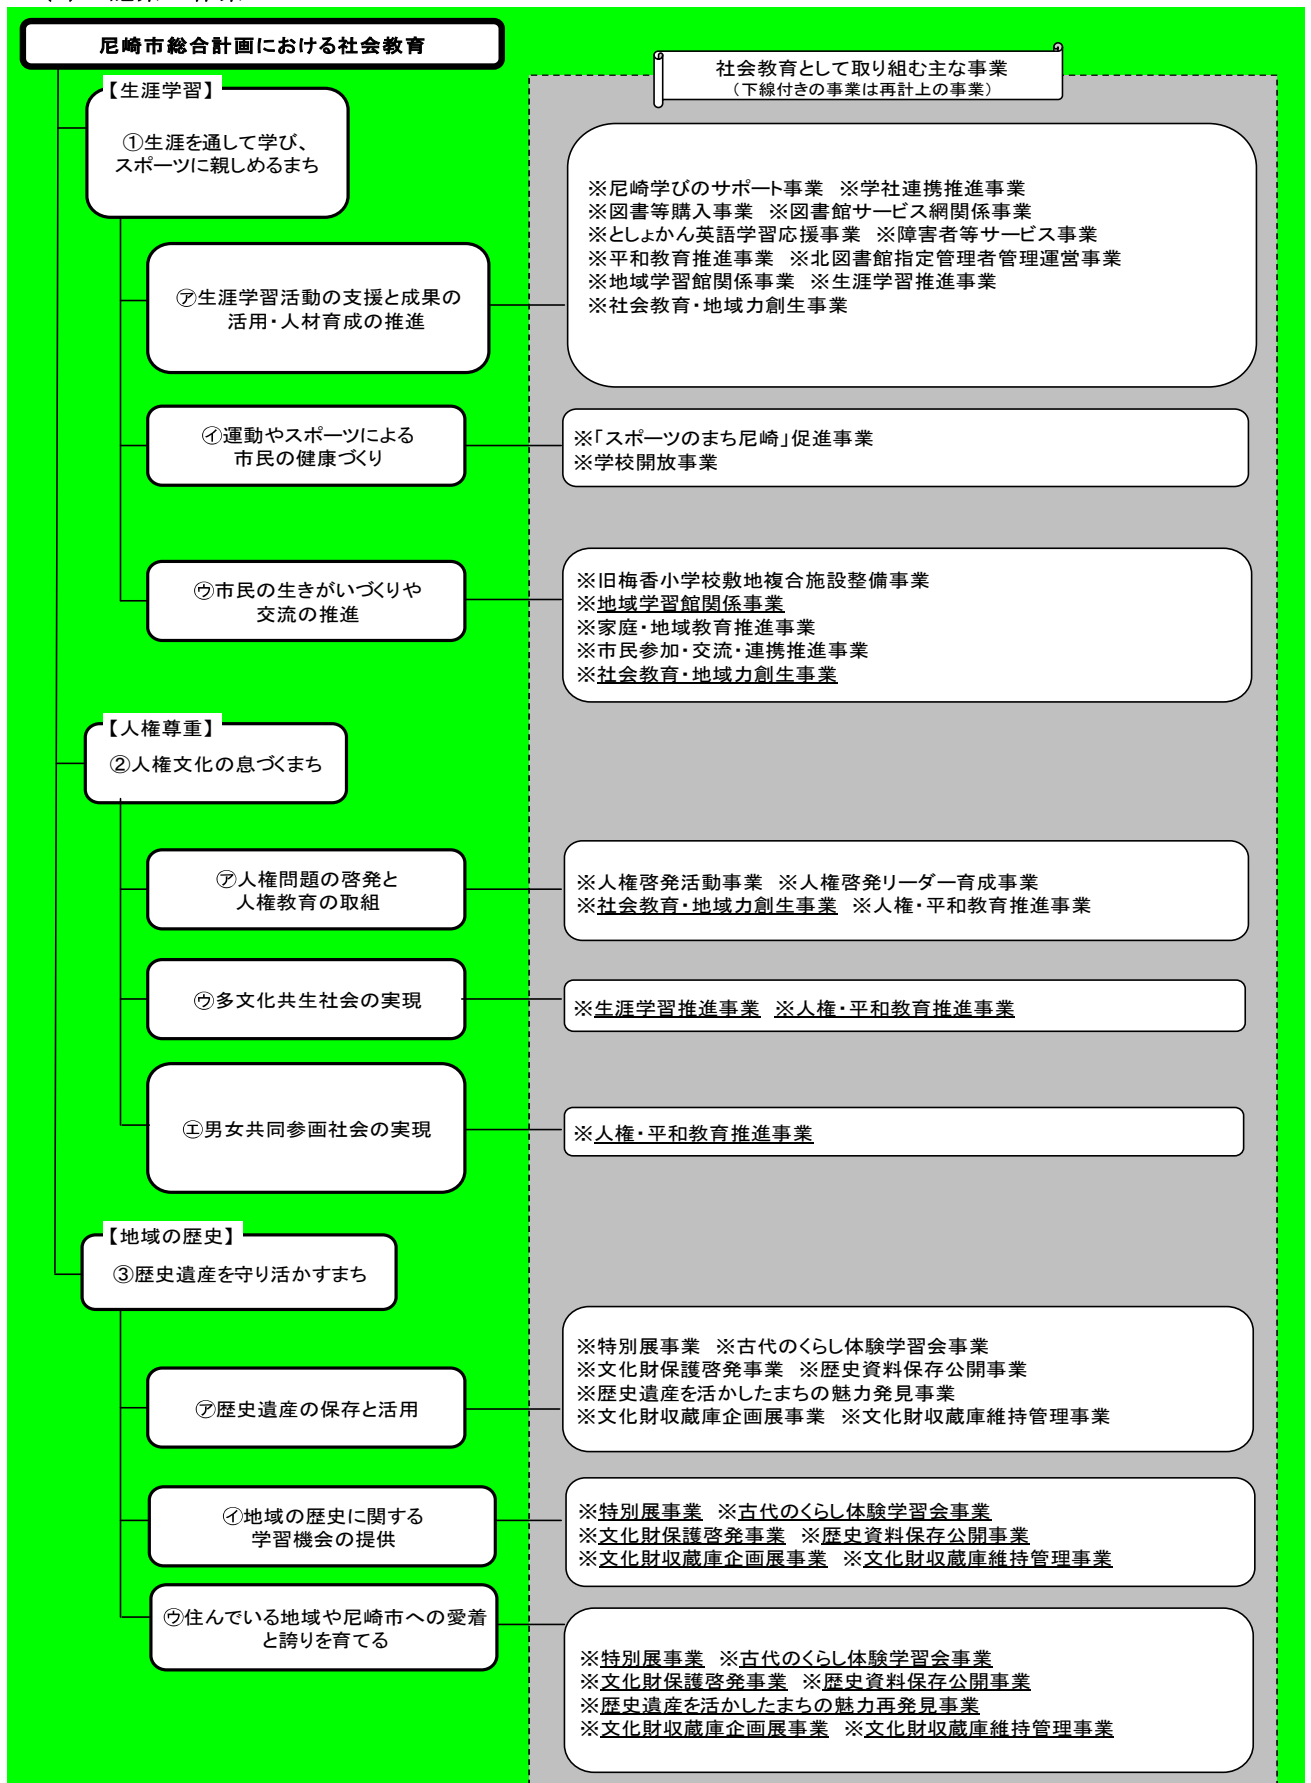 尼崎市総合計画における社会教育
社会教育として取り組む主な事業
(下線付きの事業は再計上の事業)
【生涯学習】
①生涯を通して学び、
スポーツに親しめるまち
㋐生涯学習活動の支援と成果の
活用・人材育成の推進
※尼崎学びのサポート事業 ※学社連携推進事業
※図書等購入事業 ※図書館サービス網関係事業
※としょかん英語学習応援事業 ※障害者等サービス事業
※平和教育推進事業 ※北図書館指定管理者管理運営事業
※地域学習館関係事業 ※生涯学習推進事業
※社会教育・地域力創生事業
㋑運動やスポーツによる
市民の健康づくり
※「スポーツのまち尼崎」促進事業
※学校開放事業
㋒市民の生きがいづくりや
交流の推進
※旧梅香小学校敷地複合施設整備事業
※地域学習館関係事業
※家庭・地域教育推進事業
※市民参加・交流・連携推進事業
※社会教育・地域力創生事業
【人権尊重】
②人権文化の息づくまち
㋐人権問題の啓発と
人権教育の取組
※人権啓発活動事業 ※人権啓発リーダー育成事業
※社会教育・地域力創生事業 ※人権・平和教育推進事業
㋒多文化共生社会の実現
※生涯学習推進事業 ※人権・平和教育推進事業
㋓男女共同参画社会の実現
※人権・平和教育推進事業
【地域の歴史】
③歴史遺産を守り活かすまち
㋐歴史遺産の保存と活用
※特別展事業 ※古代のくらし体験学習会事業
※文化財保護啓発事業 ※歴史資料保存公開事業
※歴史遺産を活かしたまちの魅力発見事業
※文化財収蔵庫企画展事業 ※文化財収蔵庫維持管理事業
㋑地域の歴史に関する
学習機会の提供
※特別展事業 ※古代のくらし体験学習会事業
※文化財保護啓発事業 ※歴史資料保存公開事業
※文化財収蔵庫企画展事業 ※文化財収蔵庫維持管理事業
㋒住んでいる地域や尼崎市への愛着
と誇りを育てる
※特別展事業 ※古代のくらし体験学習会事業
※文化財保護啓発事業 ※歴史資料保存公開事業
※歴史遺産を活かしたまちの魅力再発見事業
※文化財収蔵庫企画展事業 ※文化財収蔵庫維持管理事業